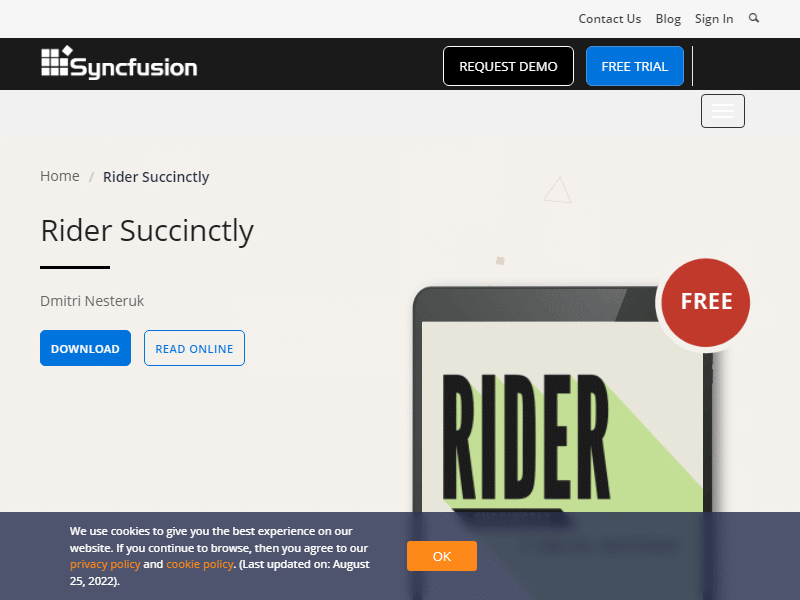 Contact Us Blog Sign In
Syncfusion
REQUEST DEMO FREE TRIAL
Home / Rider Succinctly
Rider Succinctly
Dmitri Nesteruk
DOWNLOAD READ ONLINE
FREE
RIDER
We use cookies to give you the best experience on our
website. If you continue to browse, then you agree to our
privacy policy and cookie policy. (Last updated on: August
25, 2022).
OK